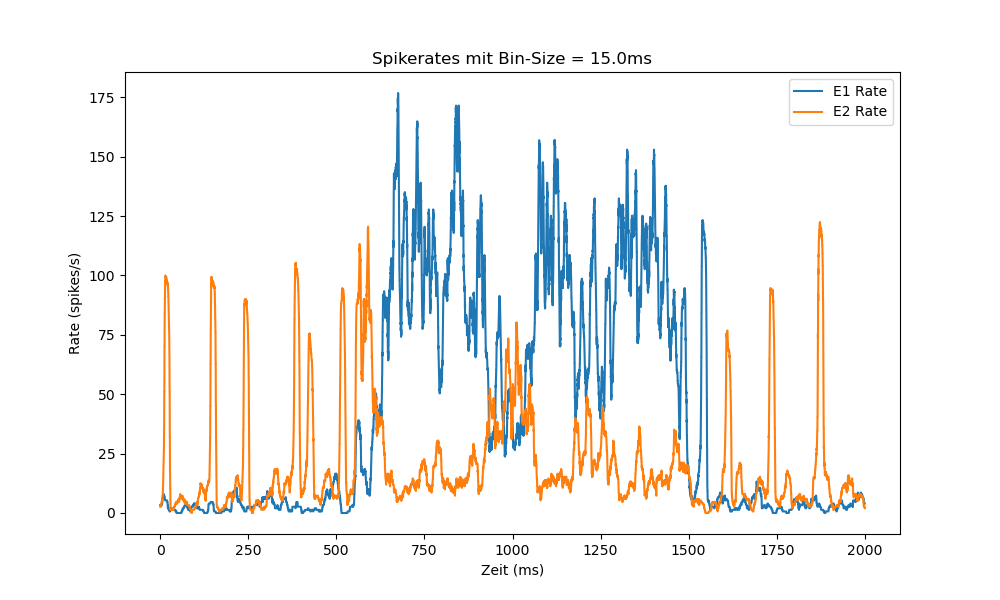 Spikerates mit Bin-Size = 15.0ms
E1 Rate
E2 Rate
175
150
125
100
75
50
25
0
Rate (spikes/s)
0 250 500 750 1000 1250 1500 1750 2000
Zeit (ms)